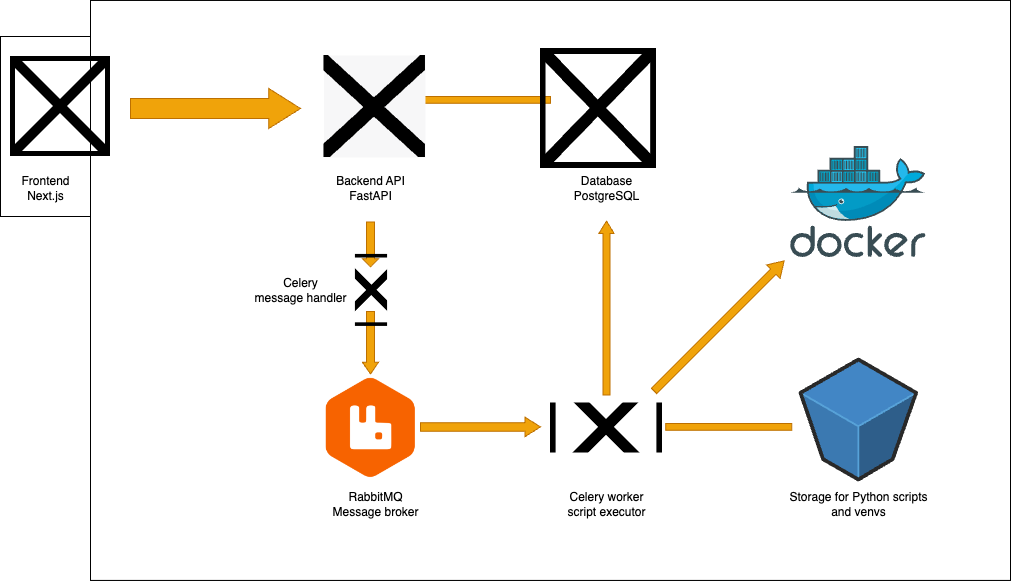 Frontend
Next.js
Backend API
FastAPI
Database
PostgreSQL
docker
Celery
message handler
RabbitMQ
Message broker
Celery worker
script executor
Storage for Python scripts
and venvs